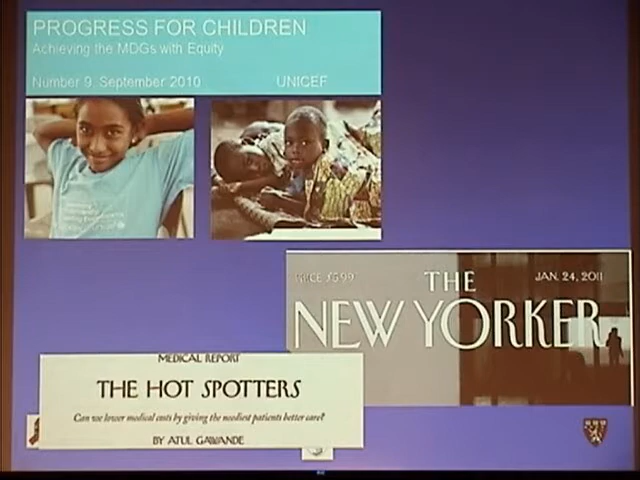 PROGRESS FOR CHILDREN
Achieving the MDGs with Equity
Number 9, September 2010 UNICEF
PRICE $5.99 THE JAN. 24, 2011
NEW YORKER
MEDICAL REPORT
THE HOT SPOTTERS
Can we lower medical costs by giving the neediest patients better care?
BY ATUL GAWANDE